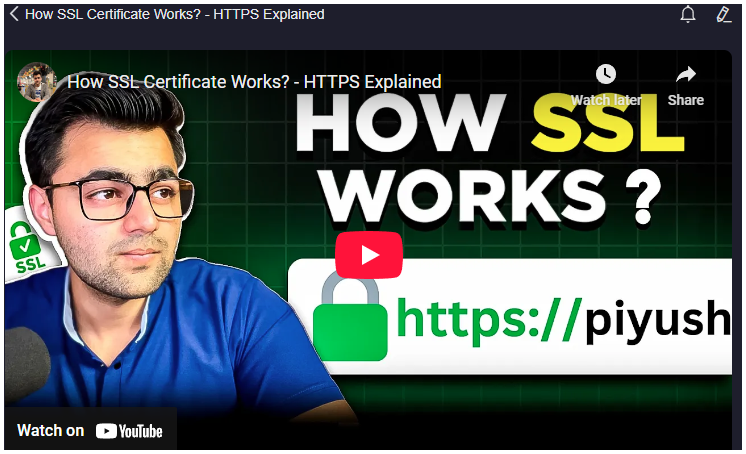 How SSL Certificate Works? - HTTPS Explained
How SSL Certificate Works? - HTTPS Explained
Watch later
Share
HOW SSL
WORKS ?
SSL
https://piyush
Watch on YouTube